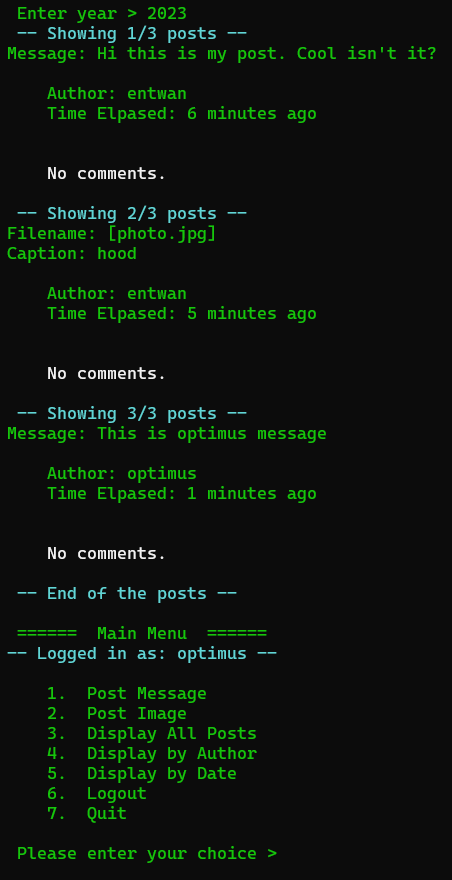 Enter year > 2023
-- Showing 1/3 posts --
Message: Hi this is my post. Cool isn't it?
Author: entwan
Time Elpased: 6 minutes ago
No comments.
-- Showing 2/3 posts --
Filename: [photo.jpg]
Caption: hood
Author: entwan
Time Elpased: 5 minutes ago
No comments.
-- Showing 3/3 posts --
Message: This is optimus message
Author: optimus
Time Elpased: 1 minutes ago
No comments.
-- End of the posts --
====== Main Menu ======
-- Logged in as: optimus --
1. Post Message
2. Post Image
3. Display All Posts
4. Display by Author
5. Display by Date
6. Logout
7. Quit
Please enter your choice >